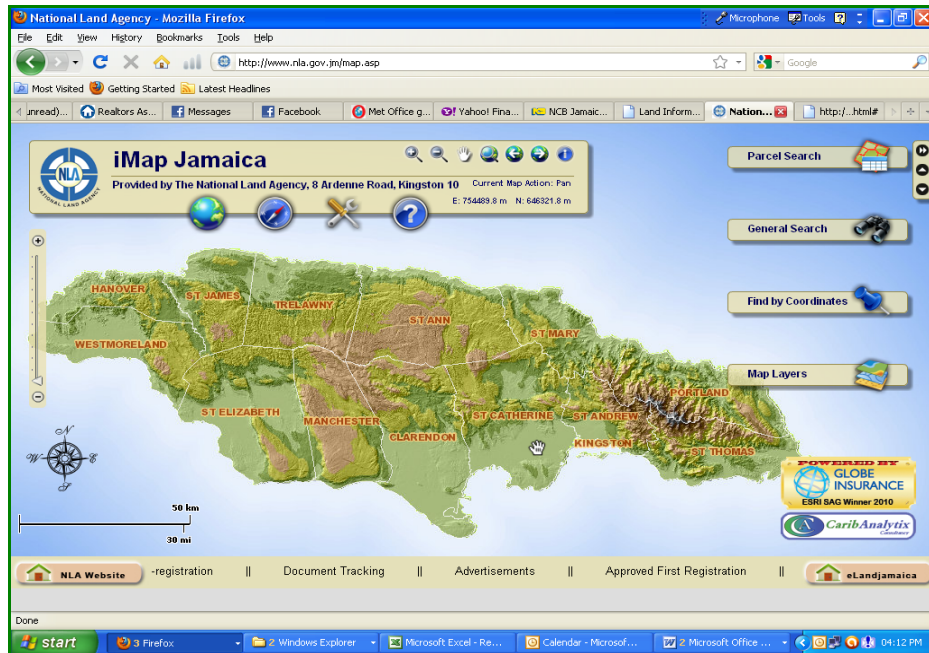 National Land Agency - Mozilla Firefox
Microphone Tools
File Edit View History Bookmarks Tools Help
http://www.nla.gov.jm/map.asp
Google
Most Visited Getting Started Latest Headlines
unread)... Realtors As... Messages Facebook Met Office g... Yahoo! Fina... NCB Jamaic... Land Inform... Nation... http:/...html#
iMap Jamaica
Provided by The National Land Agency, 8 Ardenne Road, Kingston 10
Current Map Action: Pan
E: 754489.8 m N: 646321.8 m
NLA
NATIONAL LAND AGENCY
Parcel Search
General Search
Find by Coordinates
Map Layers
HANOVER
ST JAMES
TRELAWNY
ST ANN
ST MARY
WESTMORELAND
PORTLAND
ST ELIZABETH
MANCHESTER
ST CATHERINE
ST ANDREW
CLARENDON
KINGSTON
ST THOMAS
N
W E
S
50 km
30 mi
POWERED BY
GLOBE
INSURANCE
ESRI SAG Winner 2010
CaribAnalytix
NLA Website -registration || Document Tracking || Advertisements || Approved First Registration || eLandjamaica
Done
start 3 Firefox 2 Windows Explorer Microsoft Excel - Re... Calendar - Microsof... 2 Microsoft Office ... 04:12 PM